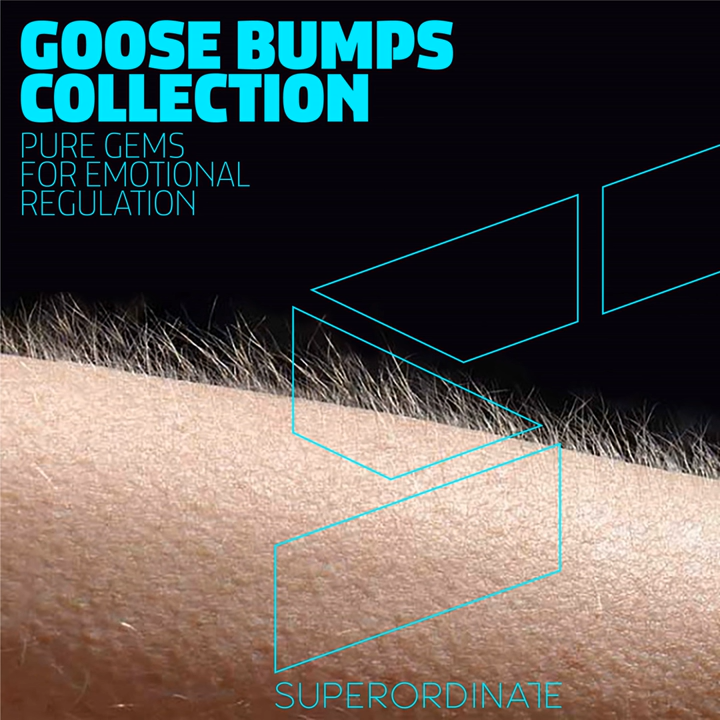 GOOSE BUMPS
COLLECTION
PURE GEMS
FOR EMOTIONAL
REGULATION
SUPERORDINATE